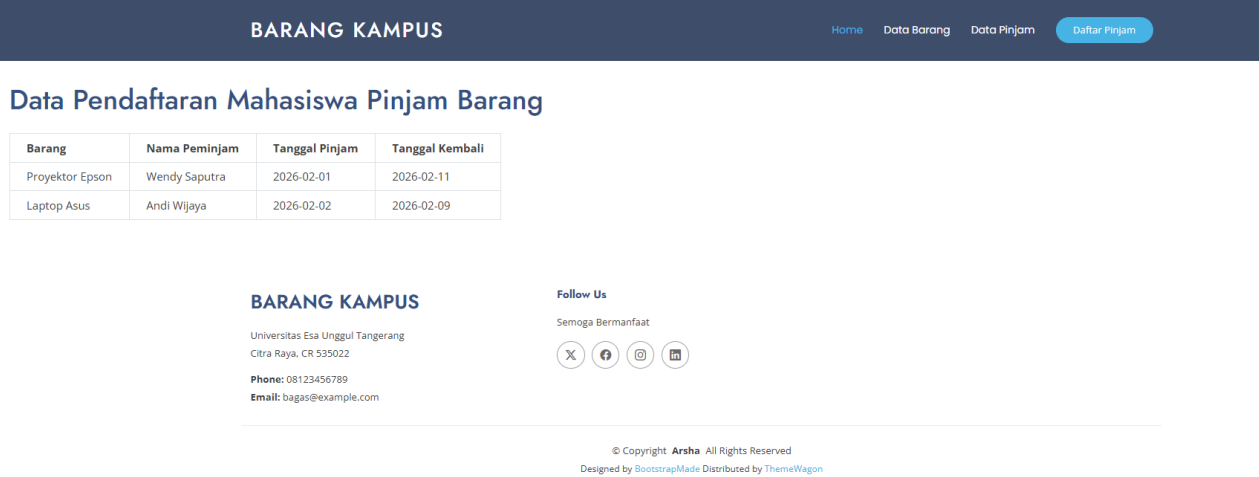 BARANG KAMPUS
Home Data Barang Data Pinjam Daftar Pinjam
Data Pendaftaran Mahasiswa Pinjam Barang
Barang Nama Peminjam Tanggal Pinjam Tanggal Kembali
Proyektor Epson Wendy Saputra 2026-02-01 2026-02-11
Laptop Asus Andi Wijaya 2026-02-02 2026-02-09
BARANG KAMPUS
Universitas Esa Unggul Tangerang
Citra Raya, CR 535022
Phone: 08123456789
Email: bagas@example.com
Follow Us
Semoga Bermanfaat
© Copyright Arsha All Rights Reserved
Designed by BootstrapMade Distributed by ThemeWagon